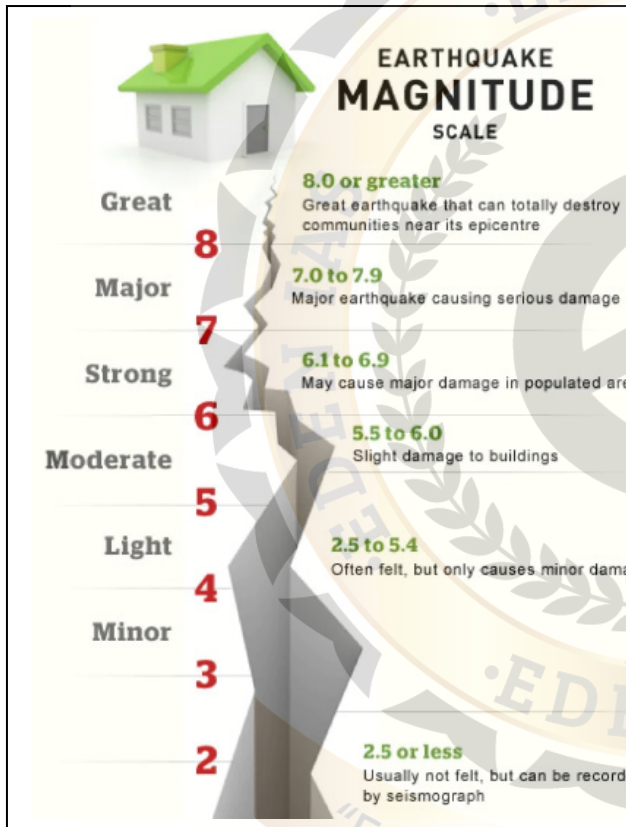 EARTHQUAKE
MAGNITUDE
SCALE
Great
8.0 or greater
Great earthquake that can totally destroy
communities near its epicentre
8
Major
7.0 to 7.9
Major earthquake causing serious damage
7
Strong
6.1 to 6.9
May cause major damage in populated are
6
Moderate
5.5 to 6.0
Slight damage to buildings
5
Light
2.5 to 5.4
Often felt, but only causes minor dama
4
Minor
3
2
2.5 or less
Usually not felt, but can be record
by seismograph
EDEN IAS